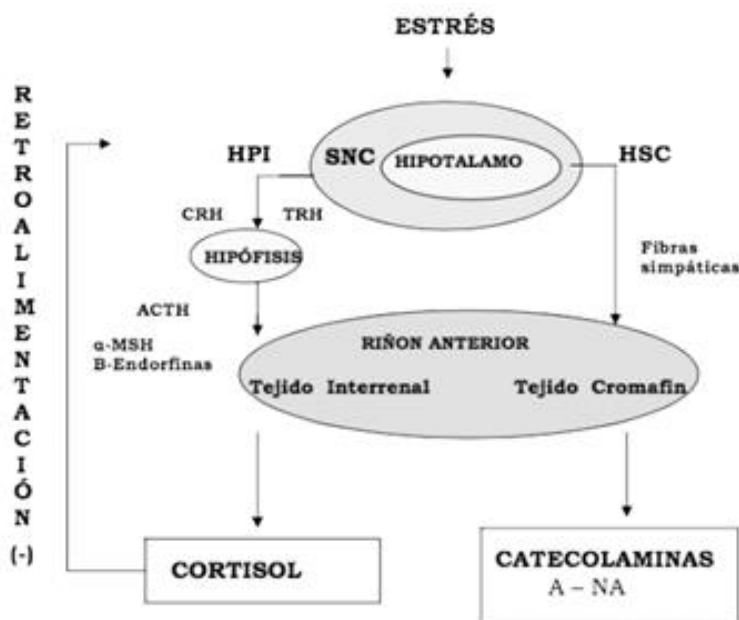 ESTRÉS
RETROALIMENTACIÓN
(-)
HPI
SNC
HIPOTALAMO
HSC
CRH
TRH
HIPÓFISIS
Fibras
simpáticas
ACTH
α-MSH
B-Endorfinas
RIÑON ANTERIOR
Tejido Interrenal
Tejido Cromafin
CORTISOL
CATECOLAMINAS
A – NA